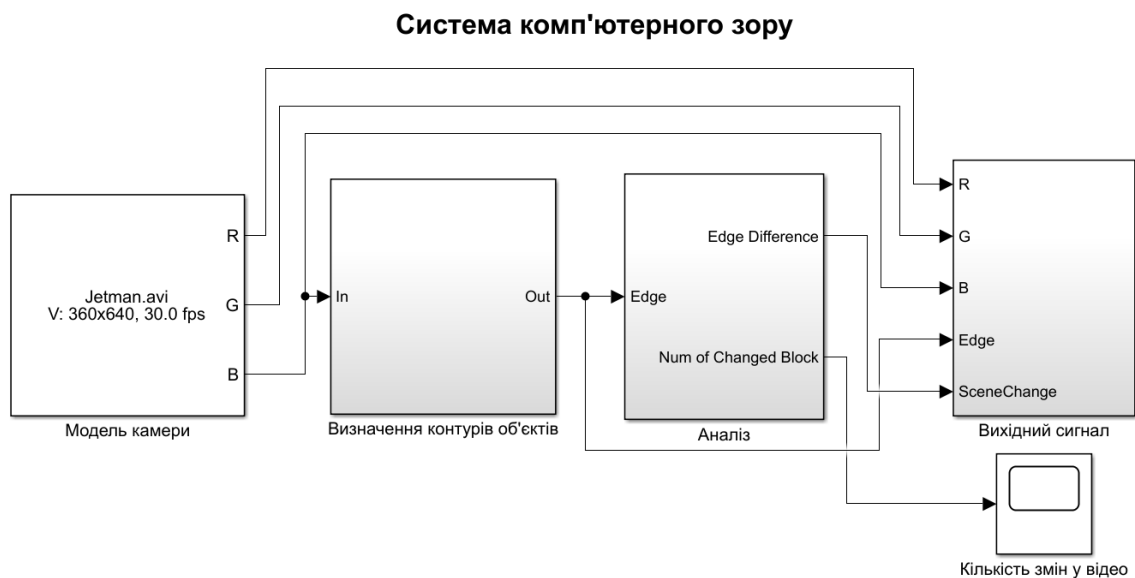 Система комп'ютерного зору
R
G
B
Jetman.avi
V: 360x640, 30.0 fps
Модель камери
In
Out
Визначення контурів об'єктів
Edge
Edge Difference
Num of Changed Block
Аналіз
R
G
B
Edge
SceneChange
Вихідний сигнал
Кількість змін у відео